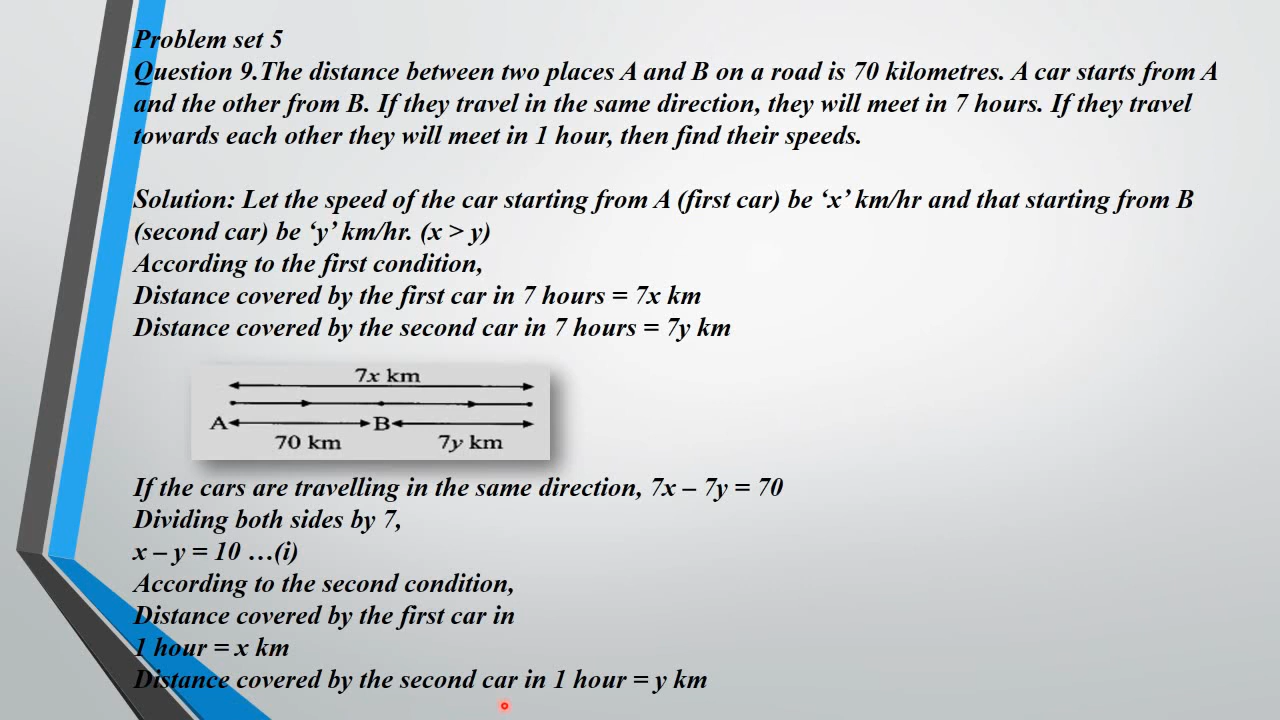 Problem set 5
Question 9.The distance between two places A and B on a road is 70 kilometres. A car starts from A
and the other from B. If they travel in the same direction, they will meet in 7 hours. If they travel
towards each other they will meet in 1 hour, then find their speeds.
Solution: Let the speed of the car starting from A (first car) be ‘x’ km/hr and that starting from B
(second car) be ‘y’ km/hr. (x > y)
According to the first condition,
Distance covered by the first car in 7 hours = 7x km
Distance covered by the second car in 7 hours = 7y km
7x km
A B
70 km 7y km
If the cars are travelling in the same direction, 7x – 7y = 70
Dividing both sides by 7,
x – y = 10 …(i)
According to the second condition,
Distance covered by the first car in
1 hour = x km
Distance covered by the second car in 1 hour = y km